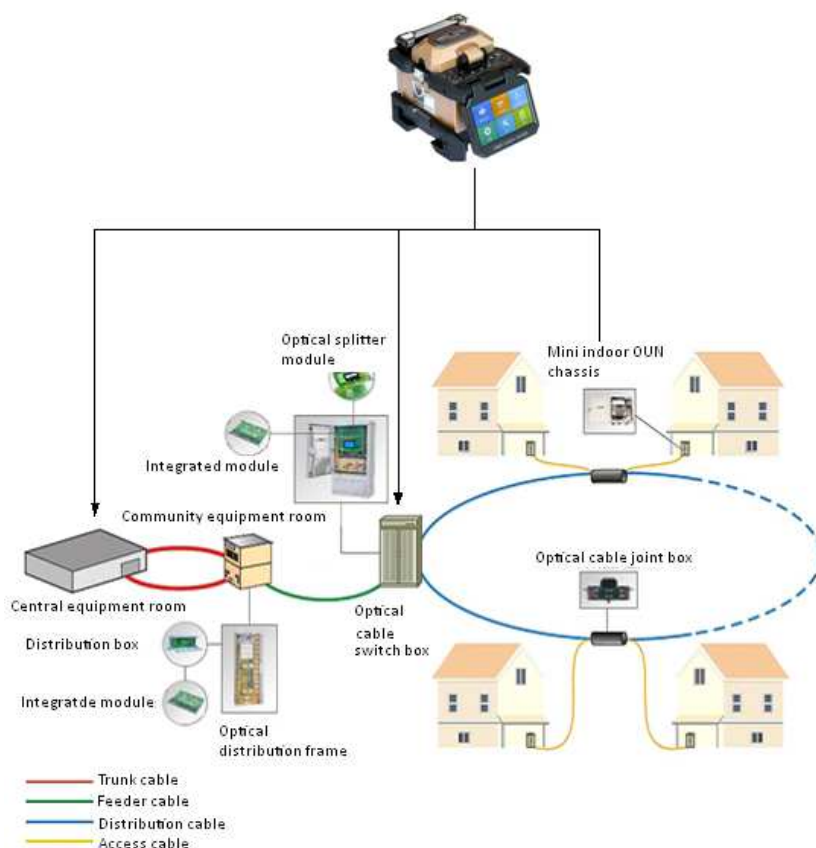 Optical splitter
module
Mini indoor OUN
chassis
Integrated module
Community equipment room
Optical cable joint box
Central equipment room
Optical
cable
switch box
Distribution box
Integratde module
Optical
distribution frame
Trunk cable
Feeder cable
Distribution cable
Access cable